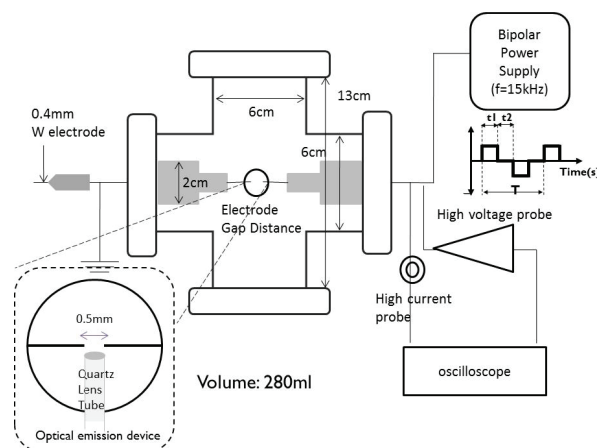 Bipolar
Power
Supply
(f=15kHz)
0.4mm
W electrode
6cm
13cm
6cm
2cm
Electrode
Gap Distance
t1 t2
T
Time(s)
High voltage probe
High current
probe
oscilloscope
0.5mm
Quartz
Lens
Tube
Optical emission device
Volume: 280ml